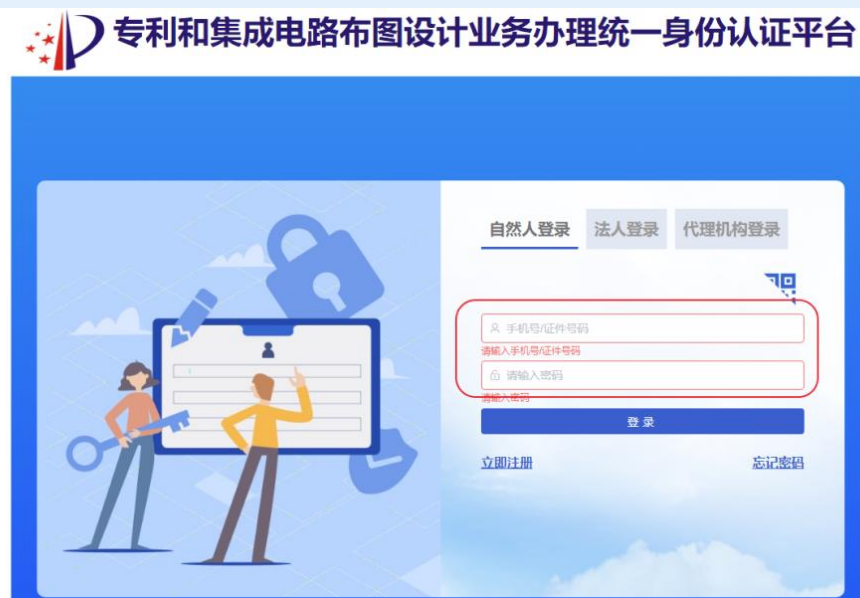 专利和集成电路布图设计业务办理统一身份认证平台
自然人登录 法人登录 代理机构登录
手机号/证件号码
请输入手机号/证件号码
请输入密码
请输入密码
登录
立即注册 忘记密码